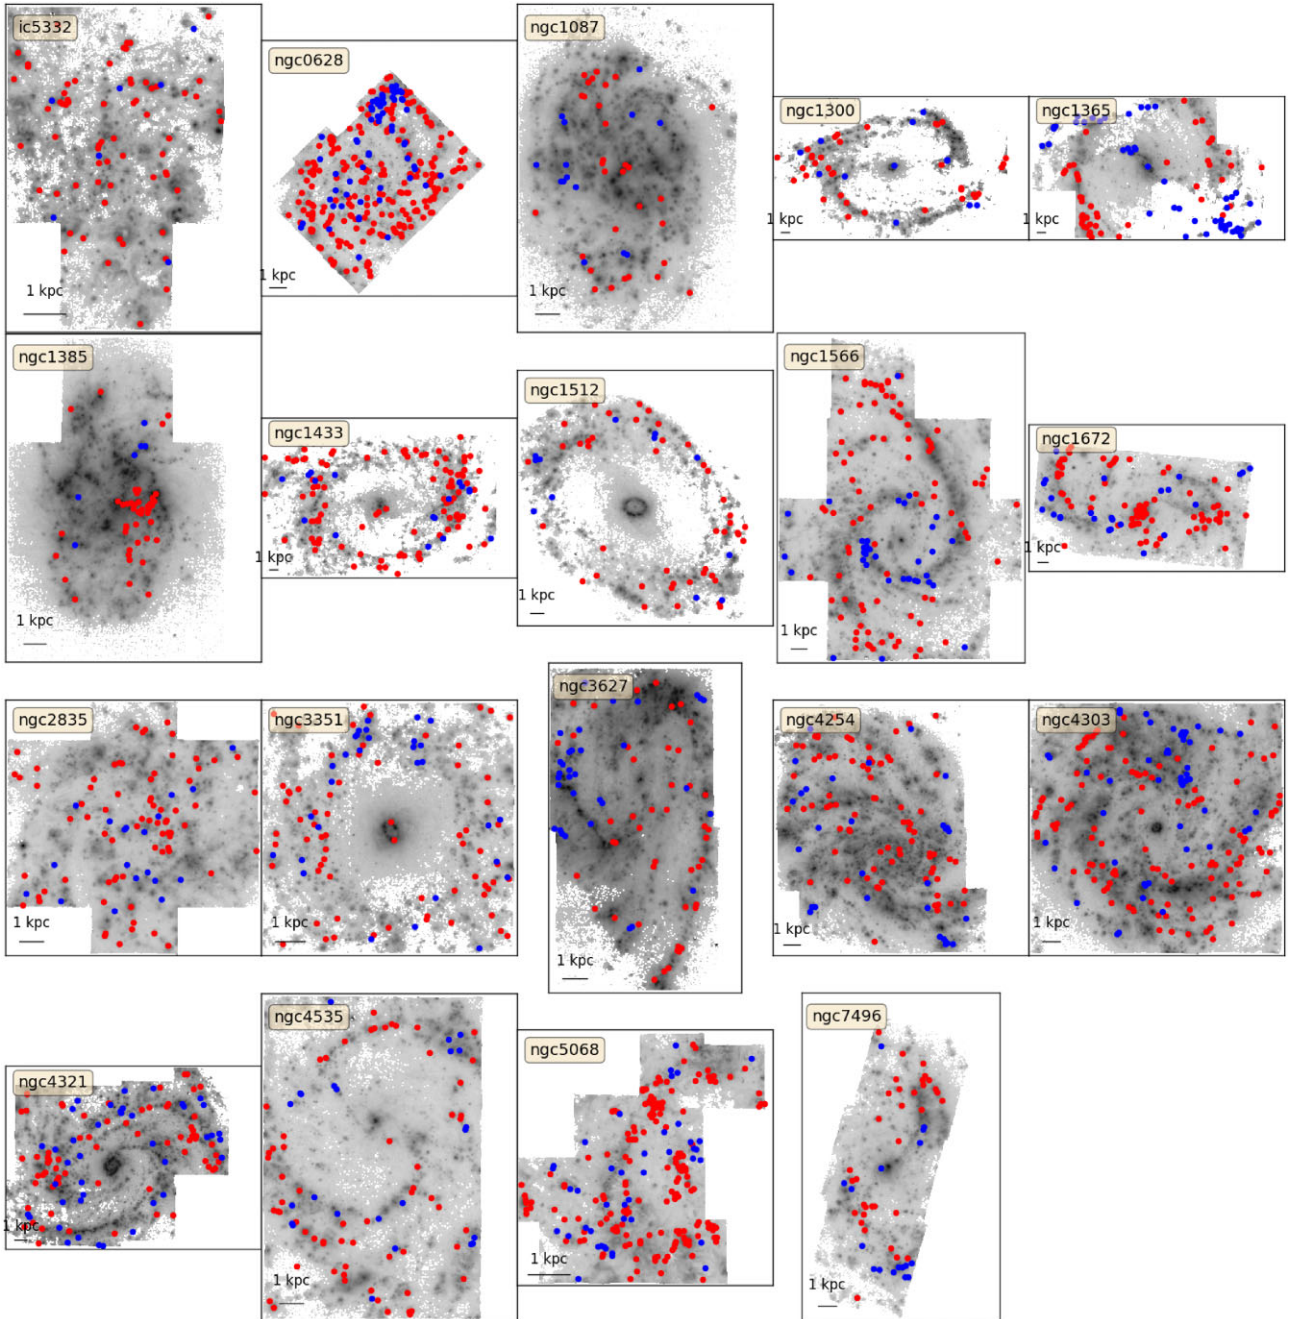 ic5332
1 kpc
ngc0628
1 kpc
ngc1087
1 kpc
ngc1300
1 kpc
ngc1365
1 kpc
ngc1385
1 kpc
ngc1433
1 kpc
ngc1512
1 kpc
ngc1566
1 kpc
ngc1672
1 kpc
ngc2835
1 kpc
ngc3351
1 kpc
ngc3627
1 kpc
ngc4254
1 kpc
ngc4303
1 kpc
ngc4321
1 kpc
ngc4535
1 kpc
ngc5068
1 kpc
ngc7496
1 kpc